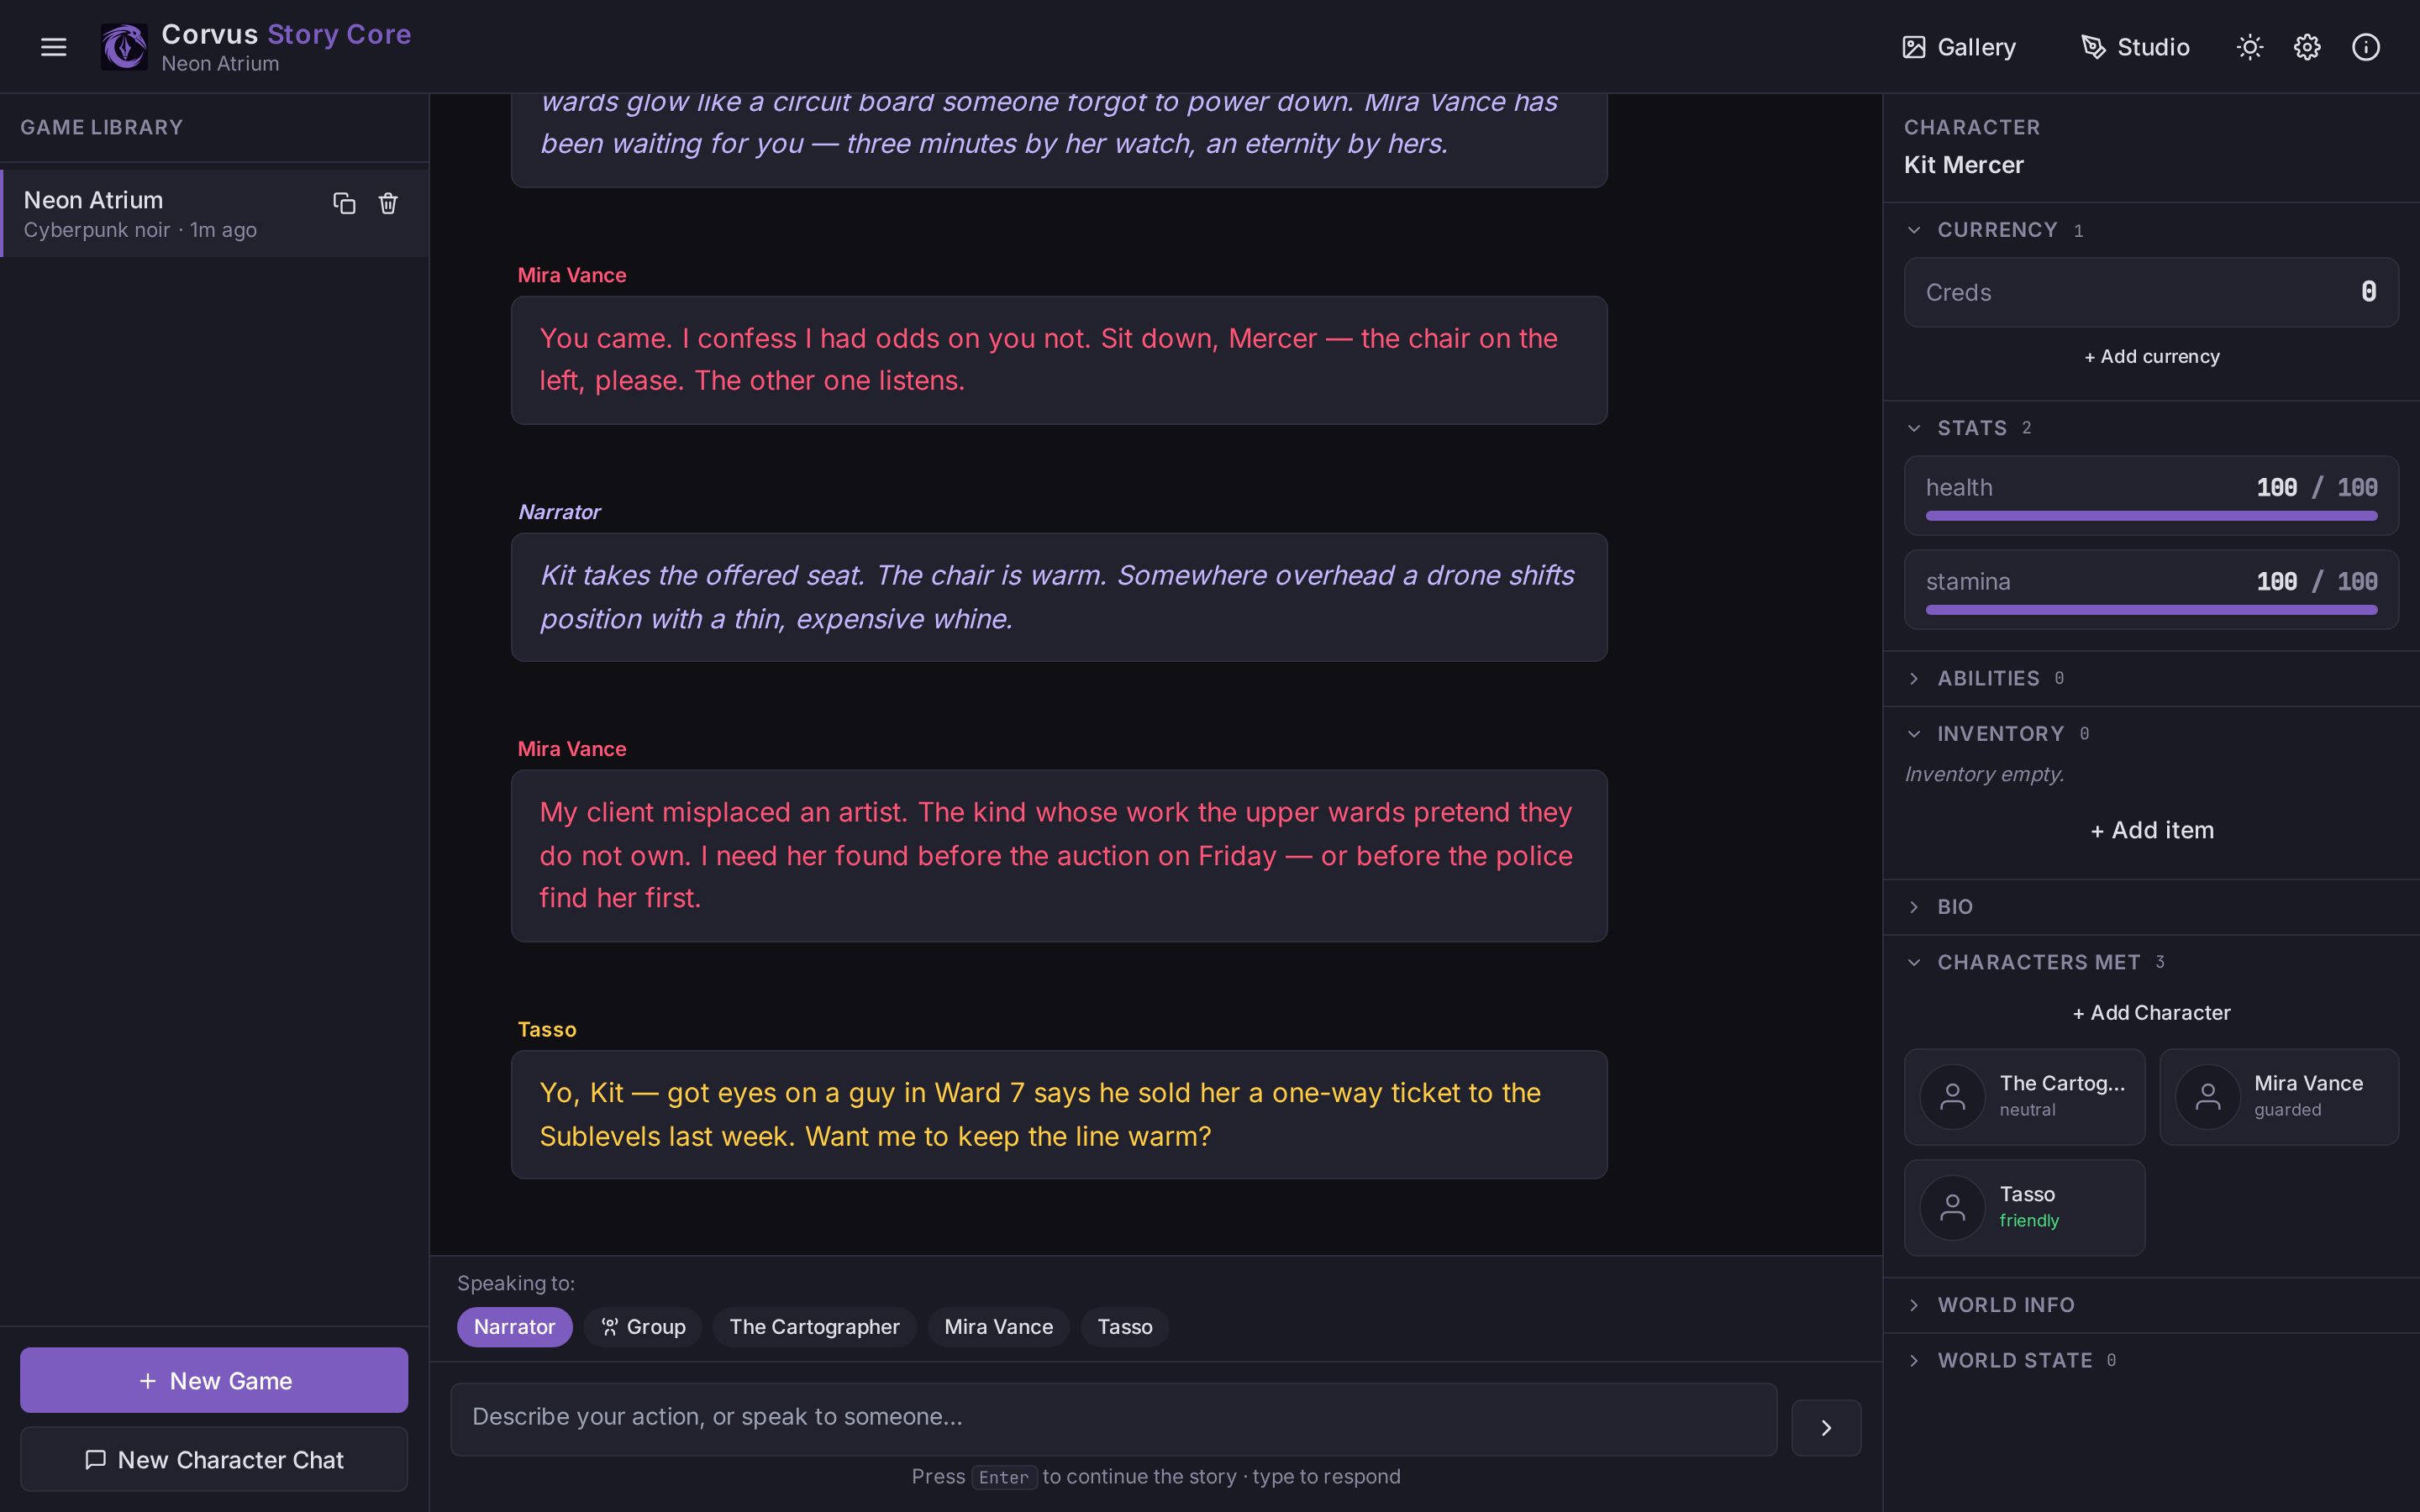 Corvus Story Core
Neon Atrium
Gallery
Studio
GAME LIBRARY
Neon Atrium
Cyberpunk noir · 1m ago
+ New Game
New Character Chat
wards glow like a circuit board someone forgot to power down. Mira Vance has
been waiting for you — three minutes by her watch, an eternity by hers.
Mira Vance
You came. I confess I had odds on you not. Sit down, Mercer — the chair on the
left, please. The other one listens.
Narrator
Kit takes the offered seat. The chair is warm. Somewhere overhead a drone shifts
position with a thin, expensive whine.
Mira Vance
My client misplaced an artist. The kind whose work the upper wards pretend they
do not own. I need her found before the auction on Friday — or before the police
find her first.
Tasso
Yo, Kit — got eyes on a guy in Ward 7 says he sold her a one-way ticket to the
Sublevels last week. Want me to keep the line warm?
Speaking to:
Narrator
Group
The Cartographer
Mira Vance
Tasso
Describe your action, or speak to someone...
Press Enter to continue the story · type to respond
CHARACTER
Kit Mercer
CURRENCY 1
Creds 0
+ Add currency
STATS 2
health 100 / 100
stamina 100 / 100
ABILITIES 0
INVENTORY 0
Inventory empty.
+ Add item
BIO
CHARACTERS MET 3
+ Add Character
The Cartog...
neutral
Mira Vance
guarded
Tasso
friendly
WORLD INFO
WORLD STATE 0